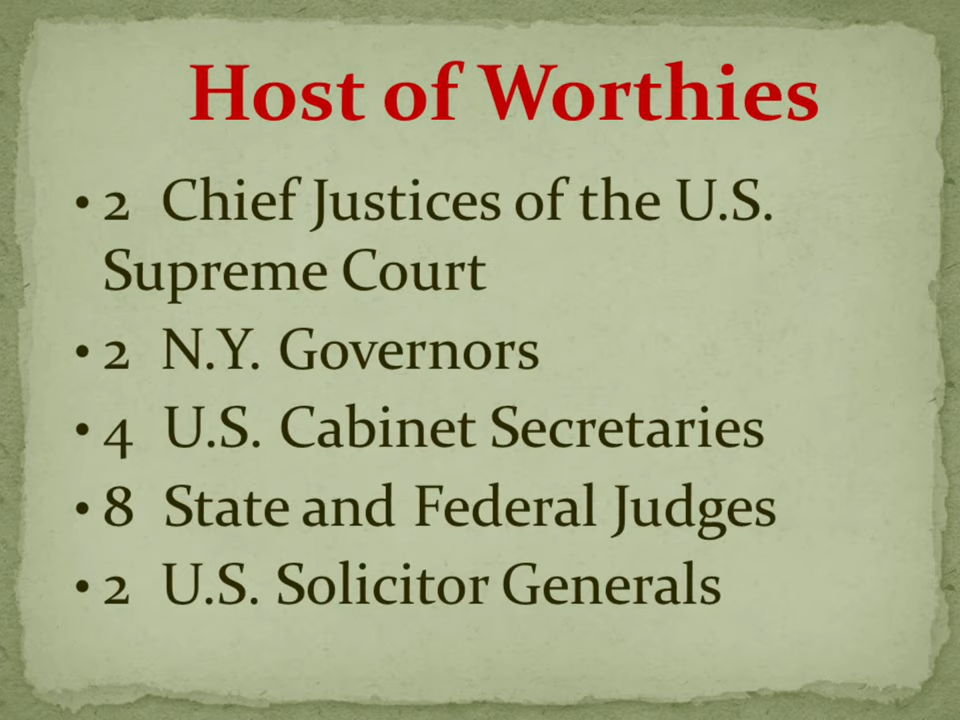 Host of Worthies
• 2 Chief Justices of the U.S.
Supreme Court
• 2 N.Y. Governors
• 4 U.S. Cabinet Secretaries
• 8 State and Federal Judges
• 2 U.S. Solicitor Generals